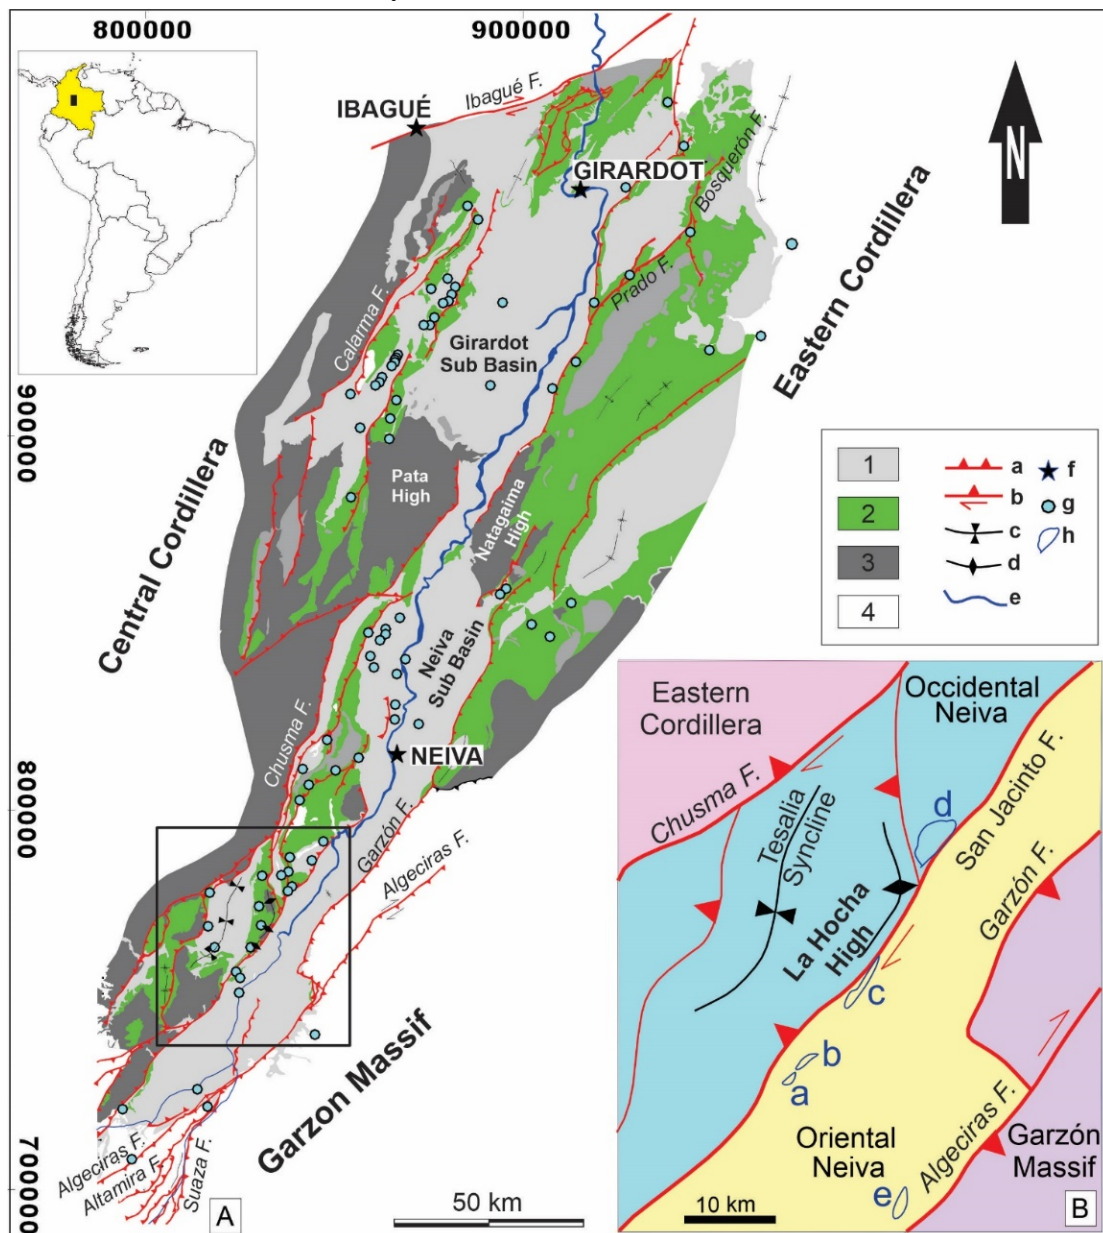 800000
900000
IBAGUÉ
Ibagué F.
GIRARDOT
Bosquerón F.
N
Eastern Cordillera
Prado F.
Calarma F.
Girardot
Sub Basin
900000
Central Cordillera
Pata
High
Natagaima
High
1
2
3
4
a
b
c
d
e
f
g
h
Neiva
Sub Basin
Chusma F.
NEIVA
800000
Garzón F.
Algeciras F.
Garzon Massif
Algeciras F.
Altamira F.
Suaza F.
700000
A
50 km
Eastern
Cordillera
Occidental
Neiva
Chusma F.
Tesalia
Syncline
San Jacinto F.
d
Garzón F.
La Hocha
High
c
b
a
Oriental
Neiva
Algeciras F.
Garzón
Massif
e
10 km
B